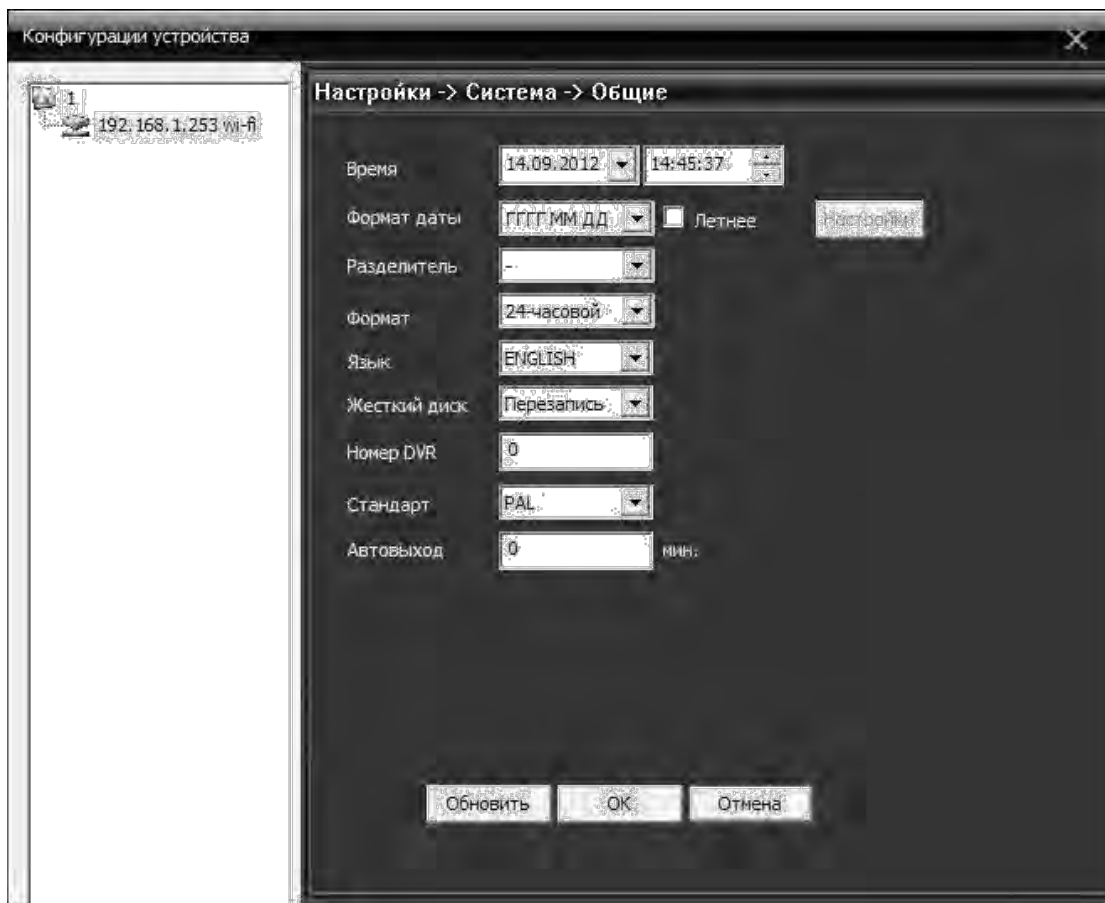 Конфигурации устройства
1
192.168.1.253 wi-fi
Настройки -> Система -> Общие
Время 14.09.2012 14:45:37
Формат даты ГГГГ ММ ДД Летнее Настройки
Разделитель -
Формат 24-часовой
Язык ENGLISH
Жесткий диск Перезапись
Номер DVR 0
Стандарт PAL
Автовыход 0 мин.
Обновить OK Отмена